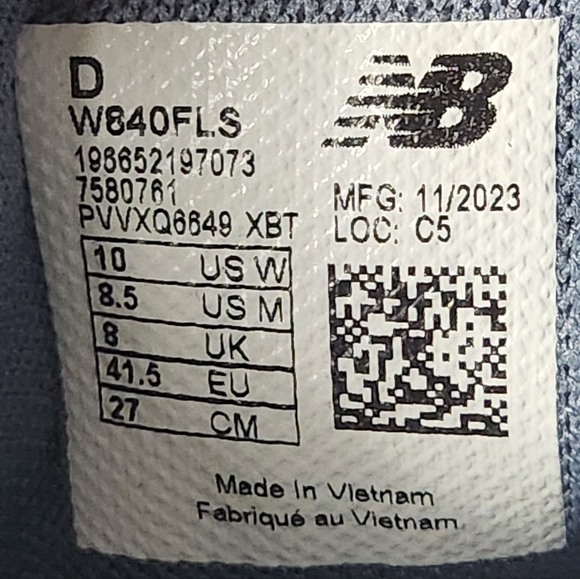 D
W840FLS
196652197073
7580761
PVVXQ6649 XBT
NB
MFG: 11/2023
LOC: C5
10 US W
8.5 US M
8 UK
41.5 EU
27 CM
Made in Vietnam
Fabriqué au Vietnam